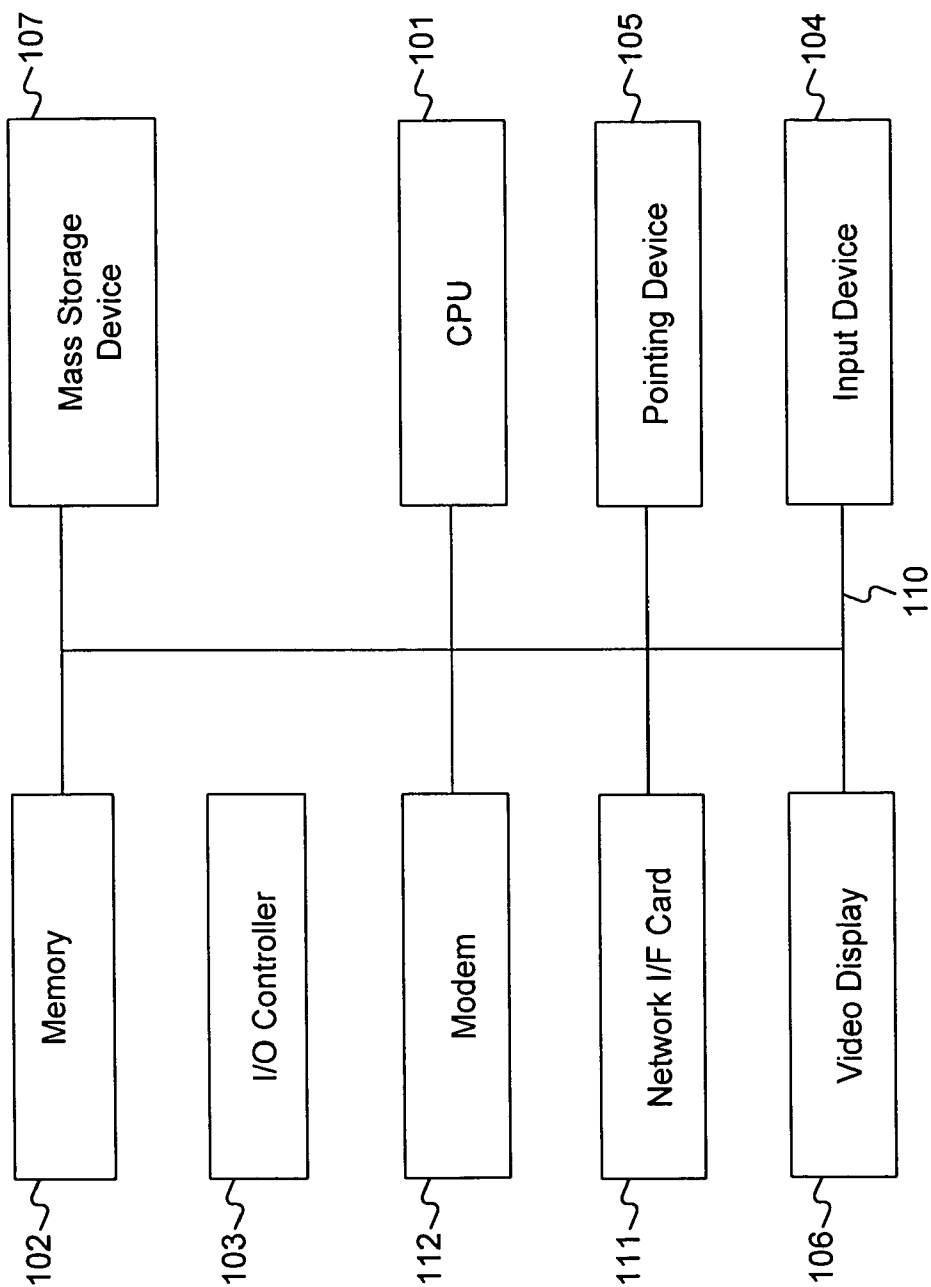 Memory
102
I/O Controller
103
Modem
112
Network I/F Card
111
Video Display
106
Mass Storage
Device
107
CPU
101
Pointing Device
105
Input Device
104
110